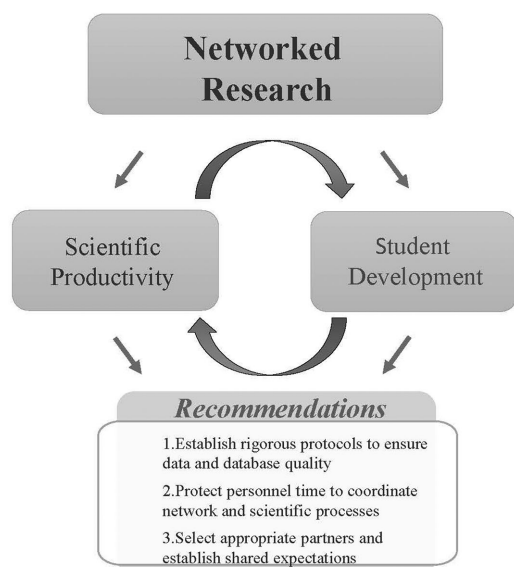 Networked
Research
Scientific
Productivity
Student
Development
Recommendations
1.Establish rigorous protocols to ensure
data and database quality
2.Protect personnel time to coordinate
network and scientific processes
3.Select appropriate partners and
establish shared expectations